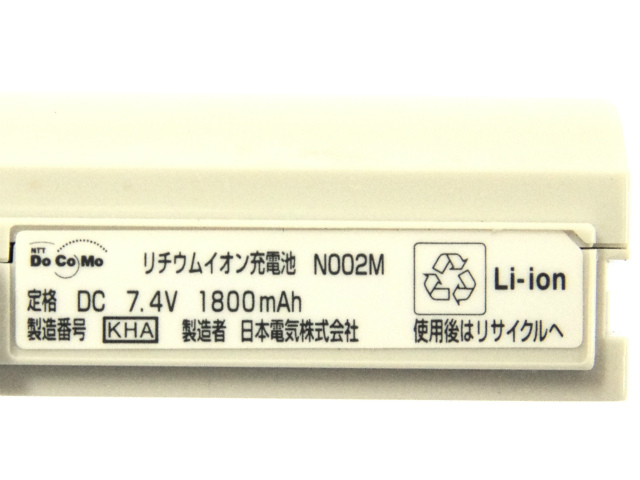 NTT
DoCoMo リチウムイオン充電池 N002M
定格 DC 7.4V 1800mAh
製造番号 KHA 製造者 日本電気株式会社
Li-ion
使用後はリサイクルへ